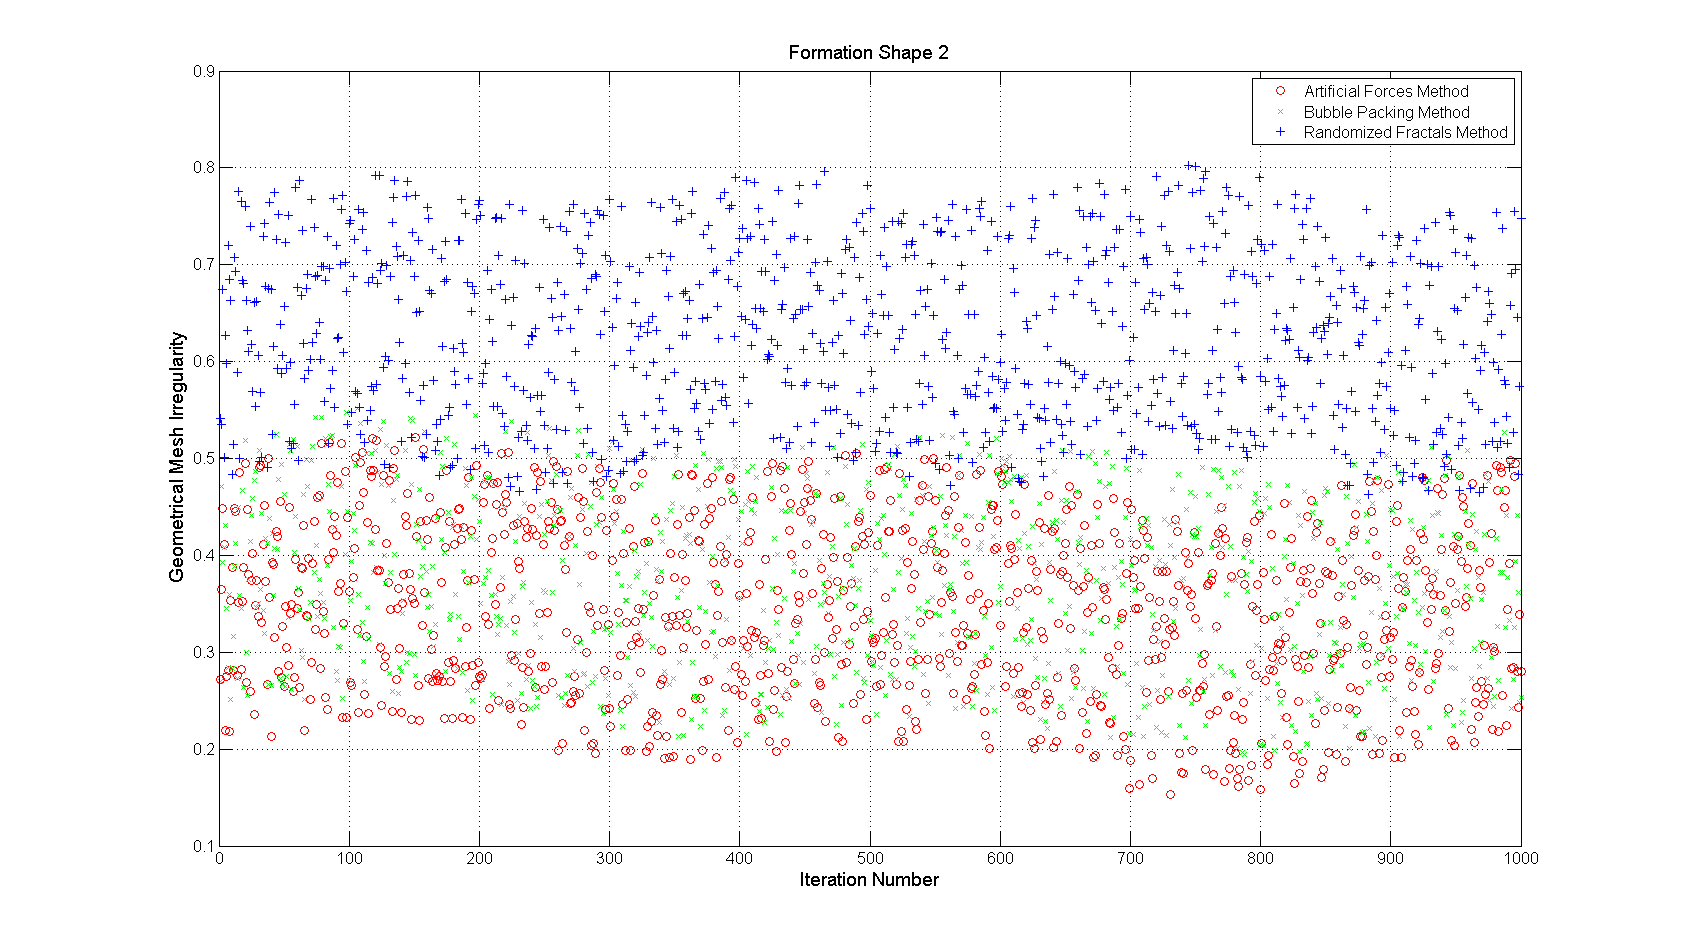 Formation Shape 2
0.9
0.8
0.7
0.6
0.5
0.4
0.3
0.2
0.1
Geometrical Mesh Irregularity
Artificial Forces Method
Bubble Packing Method
Randomized Fractals Method
0 100 200 300 400 500 600 700 800 900 1000
Iteration Number